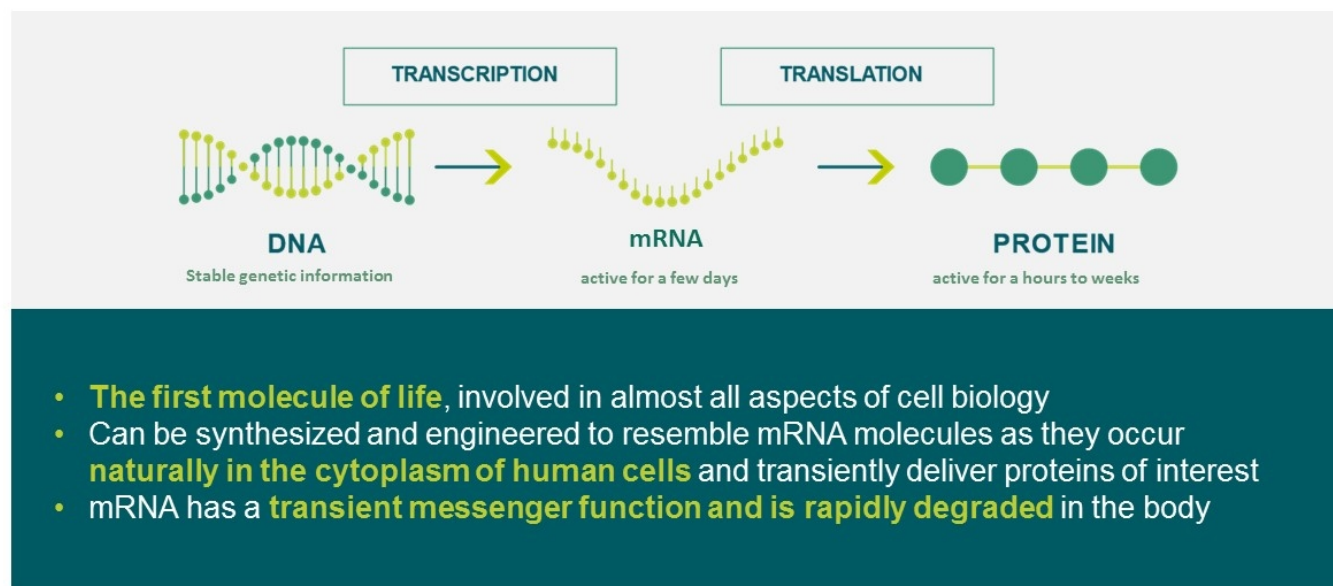 TRANSCRIPTION
TRANSLATION
DNA
mRNA
PROTEIN
Stable genetic information
active for a few days
active for a hours to weeks
• The first molecule of life, involved in almost all aspects of cell biology
• Can be synthesized and engineered to resemble mRNA molecules as they occur
naturally in the cytoplasm of human cells and transiently deliver proteins of interest
• mRNA has a transient messenger function and is rapidly degraded in the body